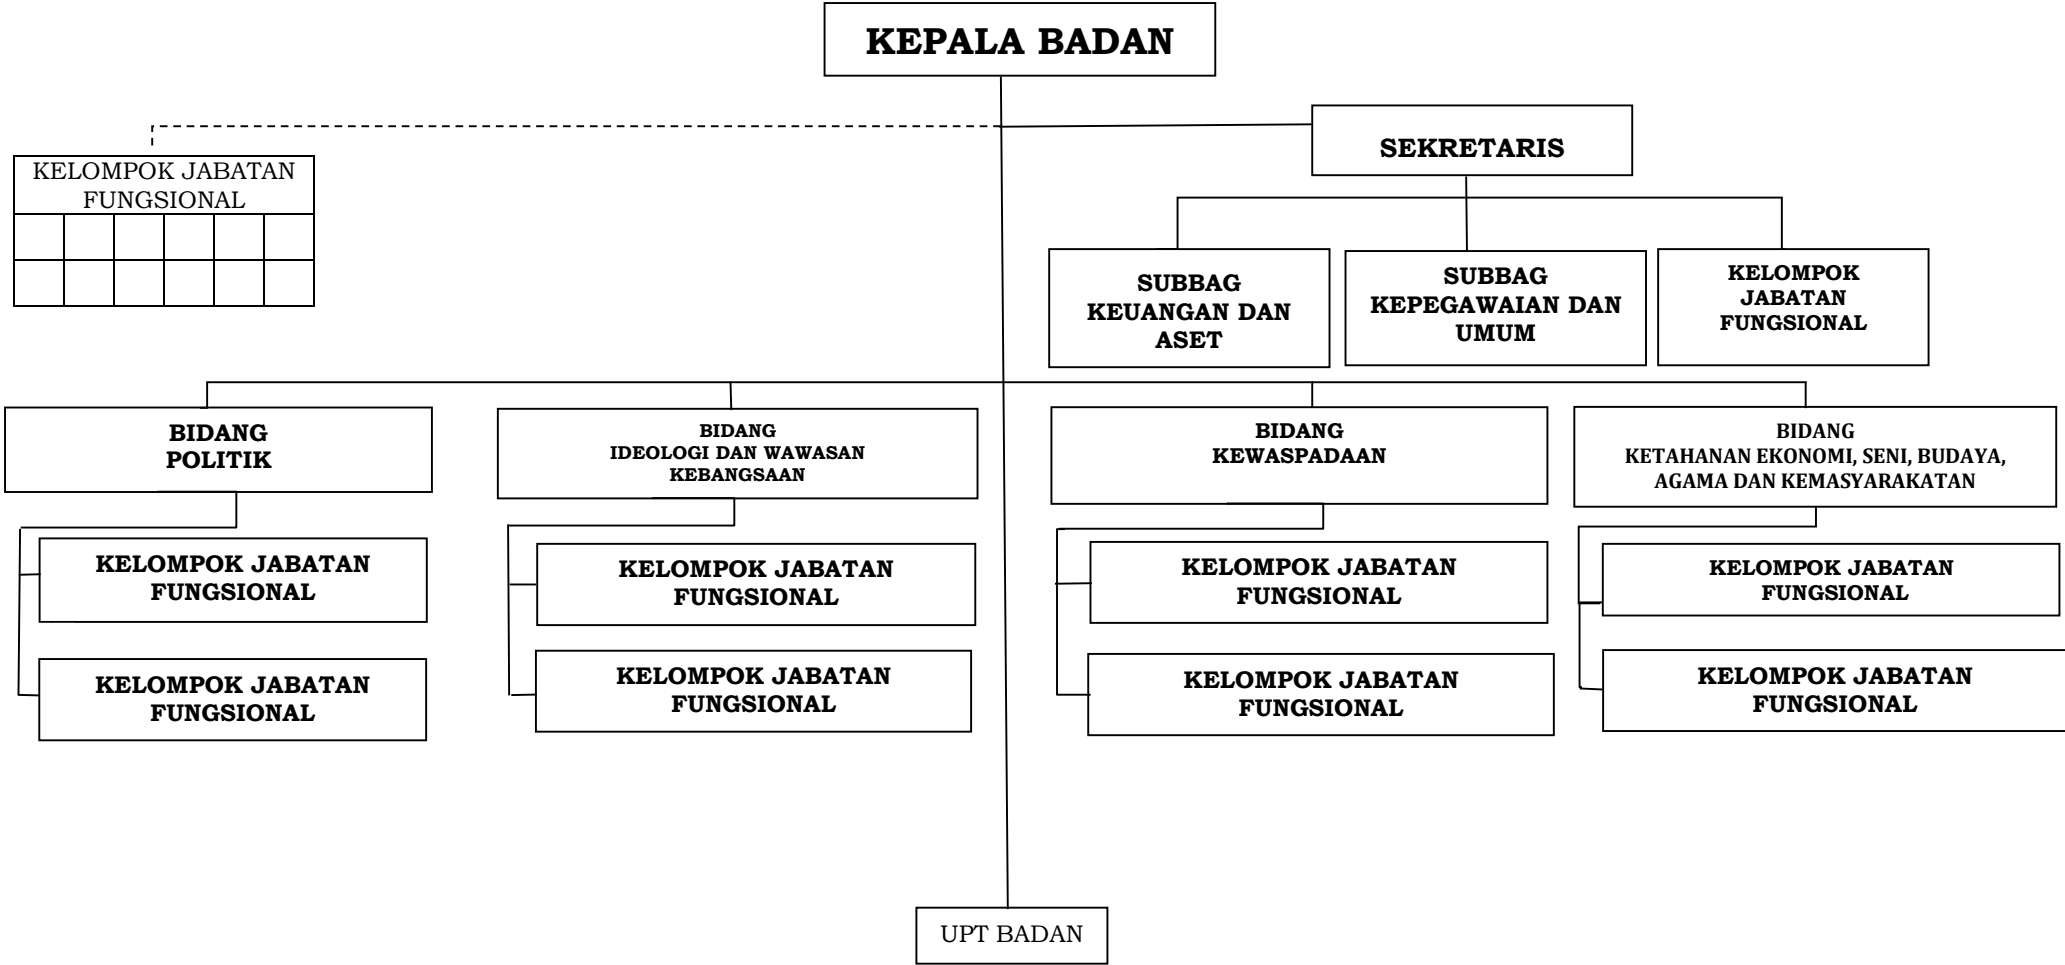 KEPALA BADAN
SEKRETARIS
KELOMPOK JABATAN
FUNGSIONAL
SUBBAG
KEUANGAN DAN
ASET
SUBBAG
KEPEGAWAIAN DAN
UMUM
KELOMPOK
JABATAN
FUNGSIONAL
BIDANG
POLITIK
BIDANG
IDEOLOGI DAN WAWASAN
KEBANGSAAN
BIDANG
KEWASPADAAN
BIDANG
KETAHANAN EKONOMI, SENI, BUDAYA,
AGAMA DAN KEMASYARAKATAN
KELOMPOK JABATAN
FUNGSIONAL
KELOMPOK JABATAN
FUNGSIONAL
KELOMPOK JABATAN
FUNGSIONAL
KELOMPOK JABATAN
FUNGSIONAL
KELOMPOK JABATAN
FUNGSIONAL
KELOMPOK JABATAN
FUNGSIONAL
KELOMPOK JABATAN
FUNGSIONAL
KELOMPOK JABATAN
FUNGSIONAL
UPT BADAN